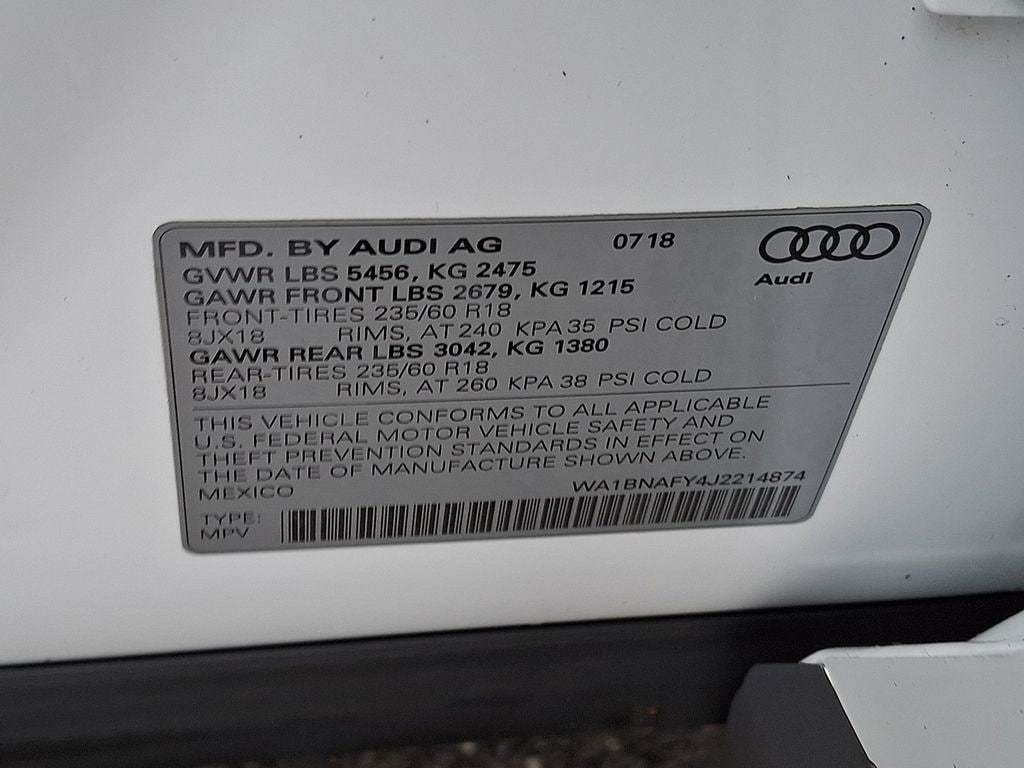 MFD. BY AUDI AG 0718
Audi
GVWR LBS 5456, KG 2475
GAWR FRONT LBS 2679, KG 1215
FRONT-TIRES 235/60 R18
8JX18 RIMS, AT 240 KPA 35 PSI COLD
GAWR REAR LBS 3042, KG 1380
REAR-TIRES 235/60 R18
8JX18 RIMS, AT 260 KPA 38 PSI COLD
THIS VEHICLE CONFORMS TO ALL APPLICABLE
U.S. FEDERAL MOTOR VEHICLE SAFETY AND
THEFT PREVENTION STANDARDS IN EFFECT ON
THE DATE OF MANUFACTURE SHOWN ABOVE.
MEXICO WA1BNAFY4J2214874
TYPE:
MPV